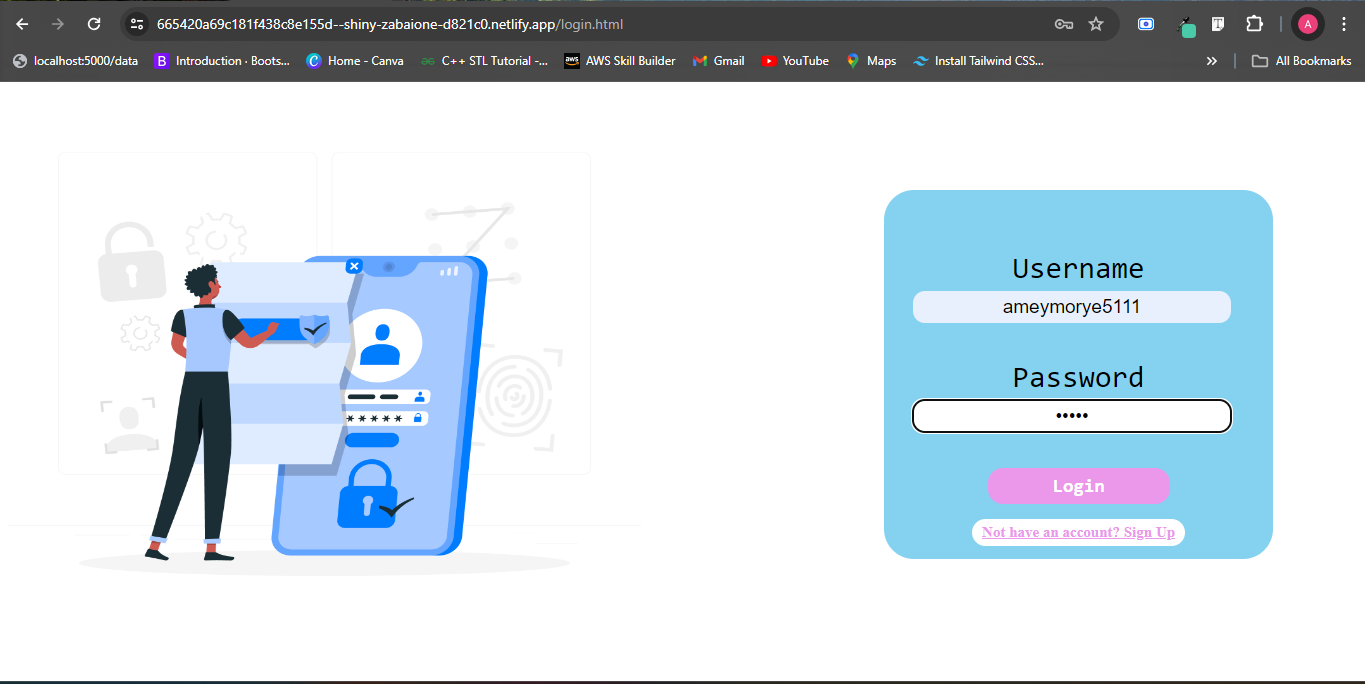 665420a69c181f438c8e155d--shiny-zabaione-d821c0.netlify.app/login.html
A
localhost:5000/data B Introduction · Boots... C Home - Canva C++ STL Tutorial -... aws AWS Skill Builder Gmail YouTube Maps Install Tailwind CSS... » All Bookmarks
Username
ameymorye5111
Password
•••••
*****
Login
Not have an account? Sign Up